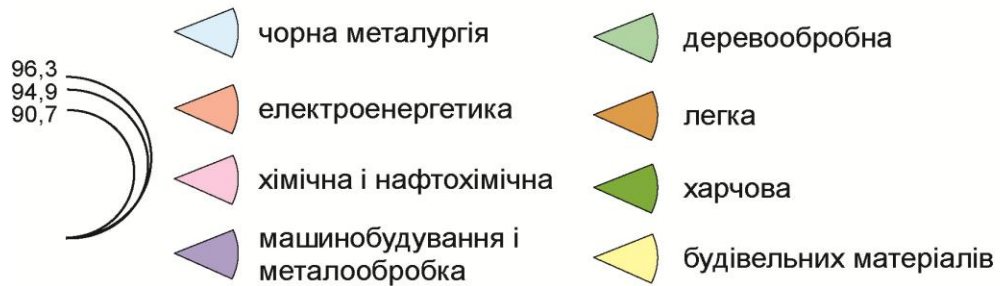 96,3
94,9
90,7
чорна металургія
електроенергетика
хімічна і нафтохімічна
машинобудування і
металообробка
деревообробна
легка
харчова
будівельних матеріалів